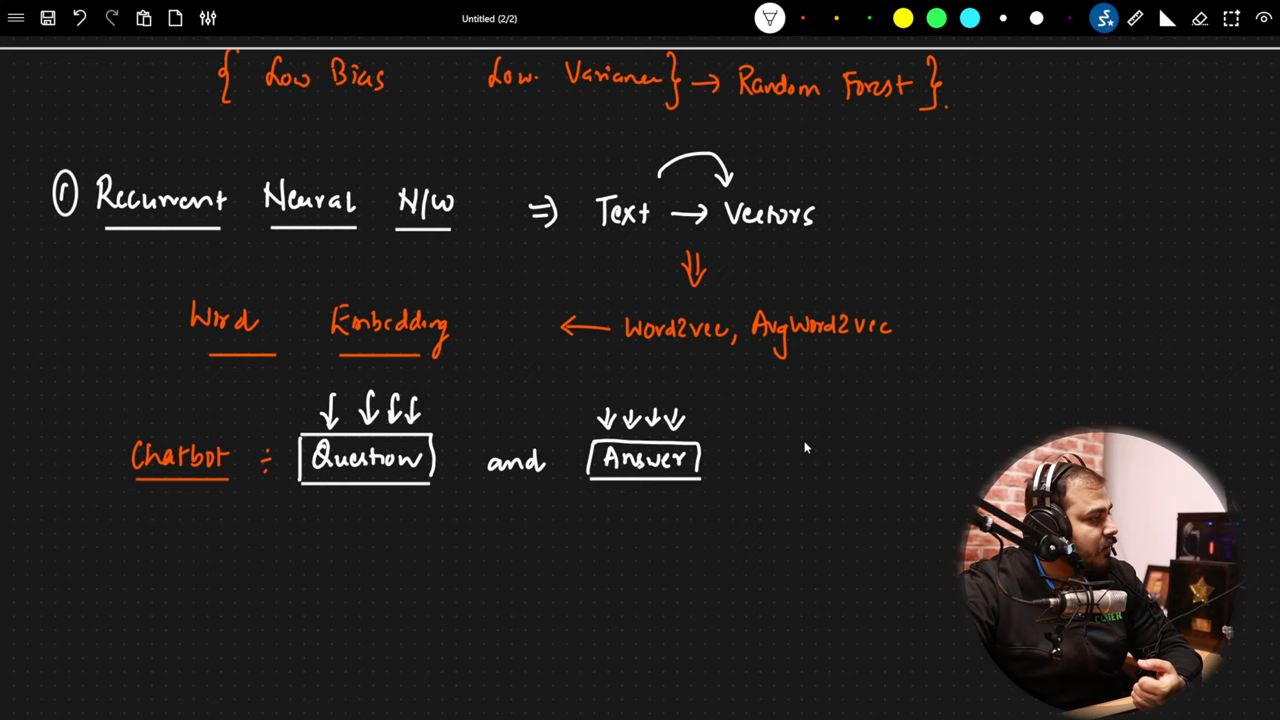 Untitled (2/2)
{ Low Bias Low. Variance } → Random Forest }.
① Recurrent Neural N/W ⇒ Text → Vectors
Word Embedding ← Word2vec, AvgWord2vec
Chatbot ÷ Question and Answer